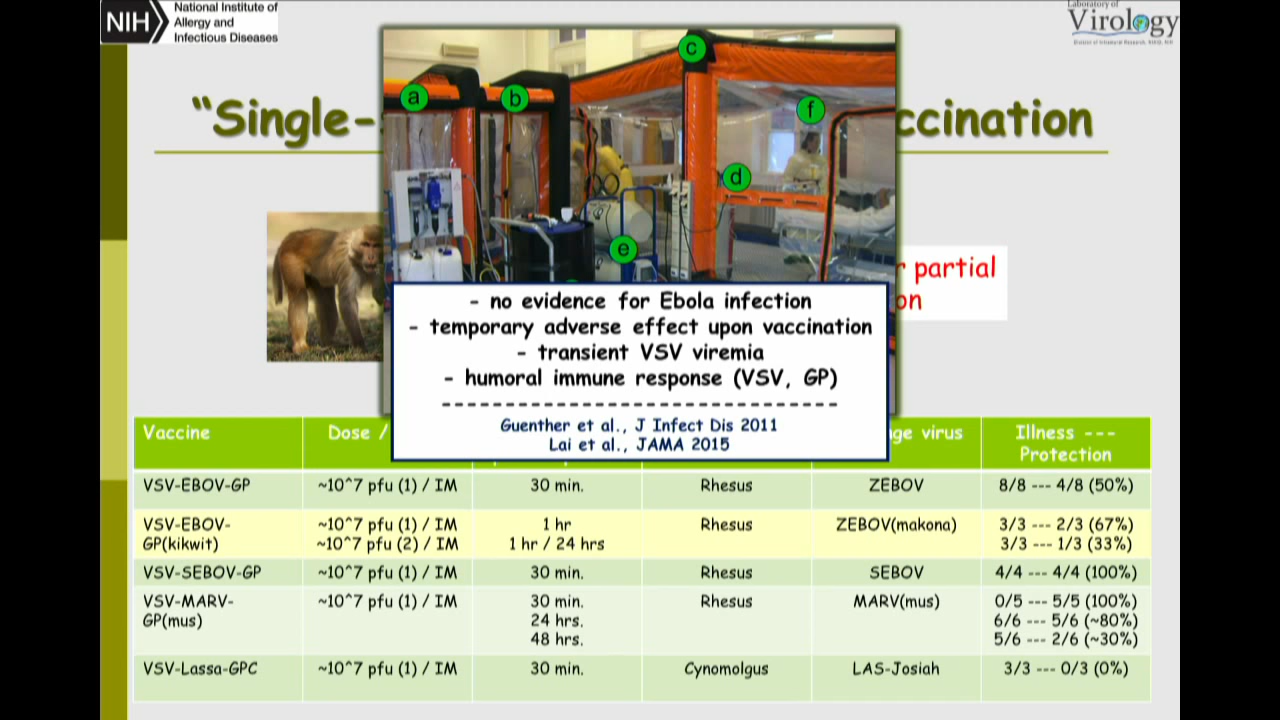 NIH
National Institute of
Allergy and
Infectious Diseases
Laboratory of
Virology
Division of Intramural Research, NIAID, NIH
“Single-
ccination
a
b
c
d
e
f
partial
on
- no evidence for Ebola infection
- temporary adverse effect upon vaccination
- transient VSV viremia
- humoral immune response (VSV, GP)
-------------------------------
Guenther et al., J Infect Dis 2011
Lai et al., JAMA 2015
Vaccine Dose / ge virus Illness ---
Protection
VSV-EBOV-GP ~10^7 pfu (1) / IM 30 min. Rhesus ZEBOV 8/8 --- 4/8 (50%)
VSV-EBOV- ~10^7 pfu (1) / IM 1 hr Rhesus ZEBOV(makona) 3/3 --- 2/3 (67%)
GP(kikwit) ~10^7 pfu (2) / IM 1 hr / 24 hrs 3/3 --- 1/3 (33%)
VSV-SEBOV-GP ~10^7 pfu (1) / IM 30 min. Rhesus SEBOV 4/4 --- 4/4 (100%)
VSV-MARV- ~10^7 pfu (1) / IM 30 min. Rhesus MARV(mus) 0/5 --- 5/5 (100%)
GP(mus) 24 hrs. 6/6 --- 5/6 (~80%)
48 hrs. 5/6 --- 2/6 (~30%)
VSV-Lassa-GPC ~10^7 pfu (1) / IM 30 min. Cynomolgus LAS-Josiah 3/3 --- 0/3 (0%)